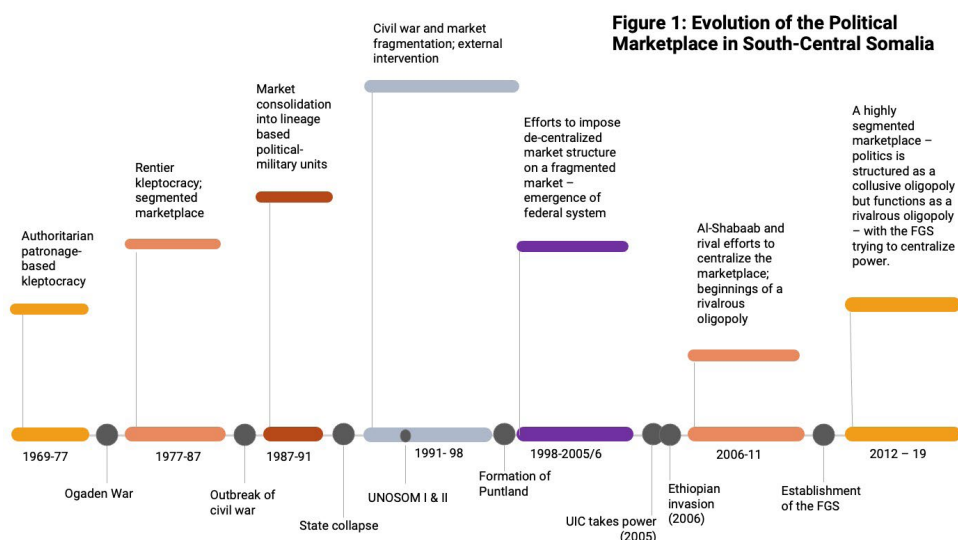 Figure 1: Evolution of the Political
Marketplace in South-Central Somalia
Authoritarian
patronage-
based
kleptocracy
Rentier
kleptocracy;
segmented
marketplace
Market
consolidation
into lineage
based
political-
military units
Civil war and market
fragmentation; external
intervention
Efforts to impose
de-centralized
market structure
on a fragmented
market –
emergence of
federal system
Al-Shabaab and
rival efforts to
centralize the
marketplace;
beginnings of a
rivalrous
oligopoly
A highly
segmented
marketplace –
politics is
structured as a
collusive oligopoly
but functions as a
rivalrous oligopoly
– with the FGS
trying to centralize
power.
1969-77
1977-87
1987-91
1991- 98
1998-2005/6
2006-11
2012 – 19
Ogaden War
Outbreak of
civil war
State collapse
UNOSOM I & II
Formation of
Puntland
UIC takes power
(2005)
Ethiopian
invasion
(2006)
Establishment
of the FGS